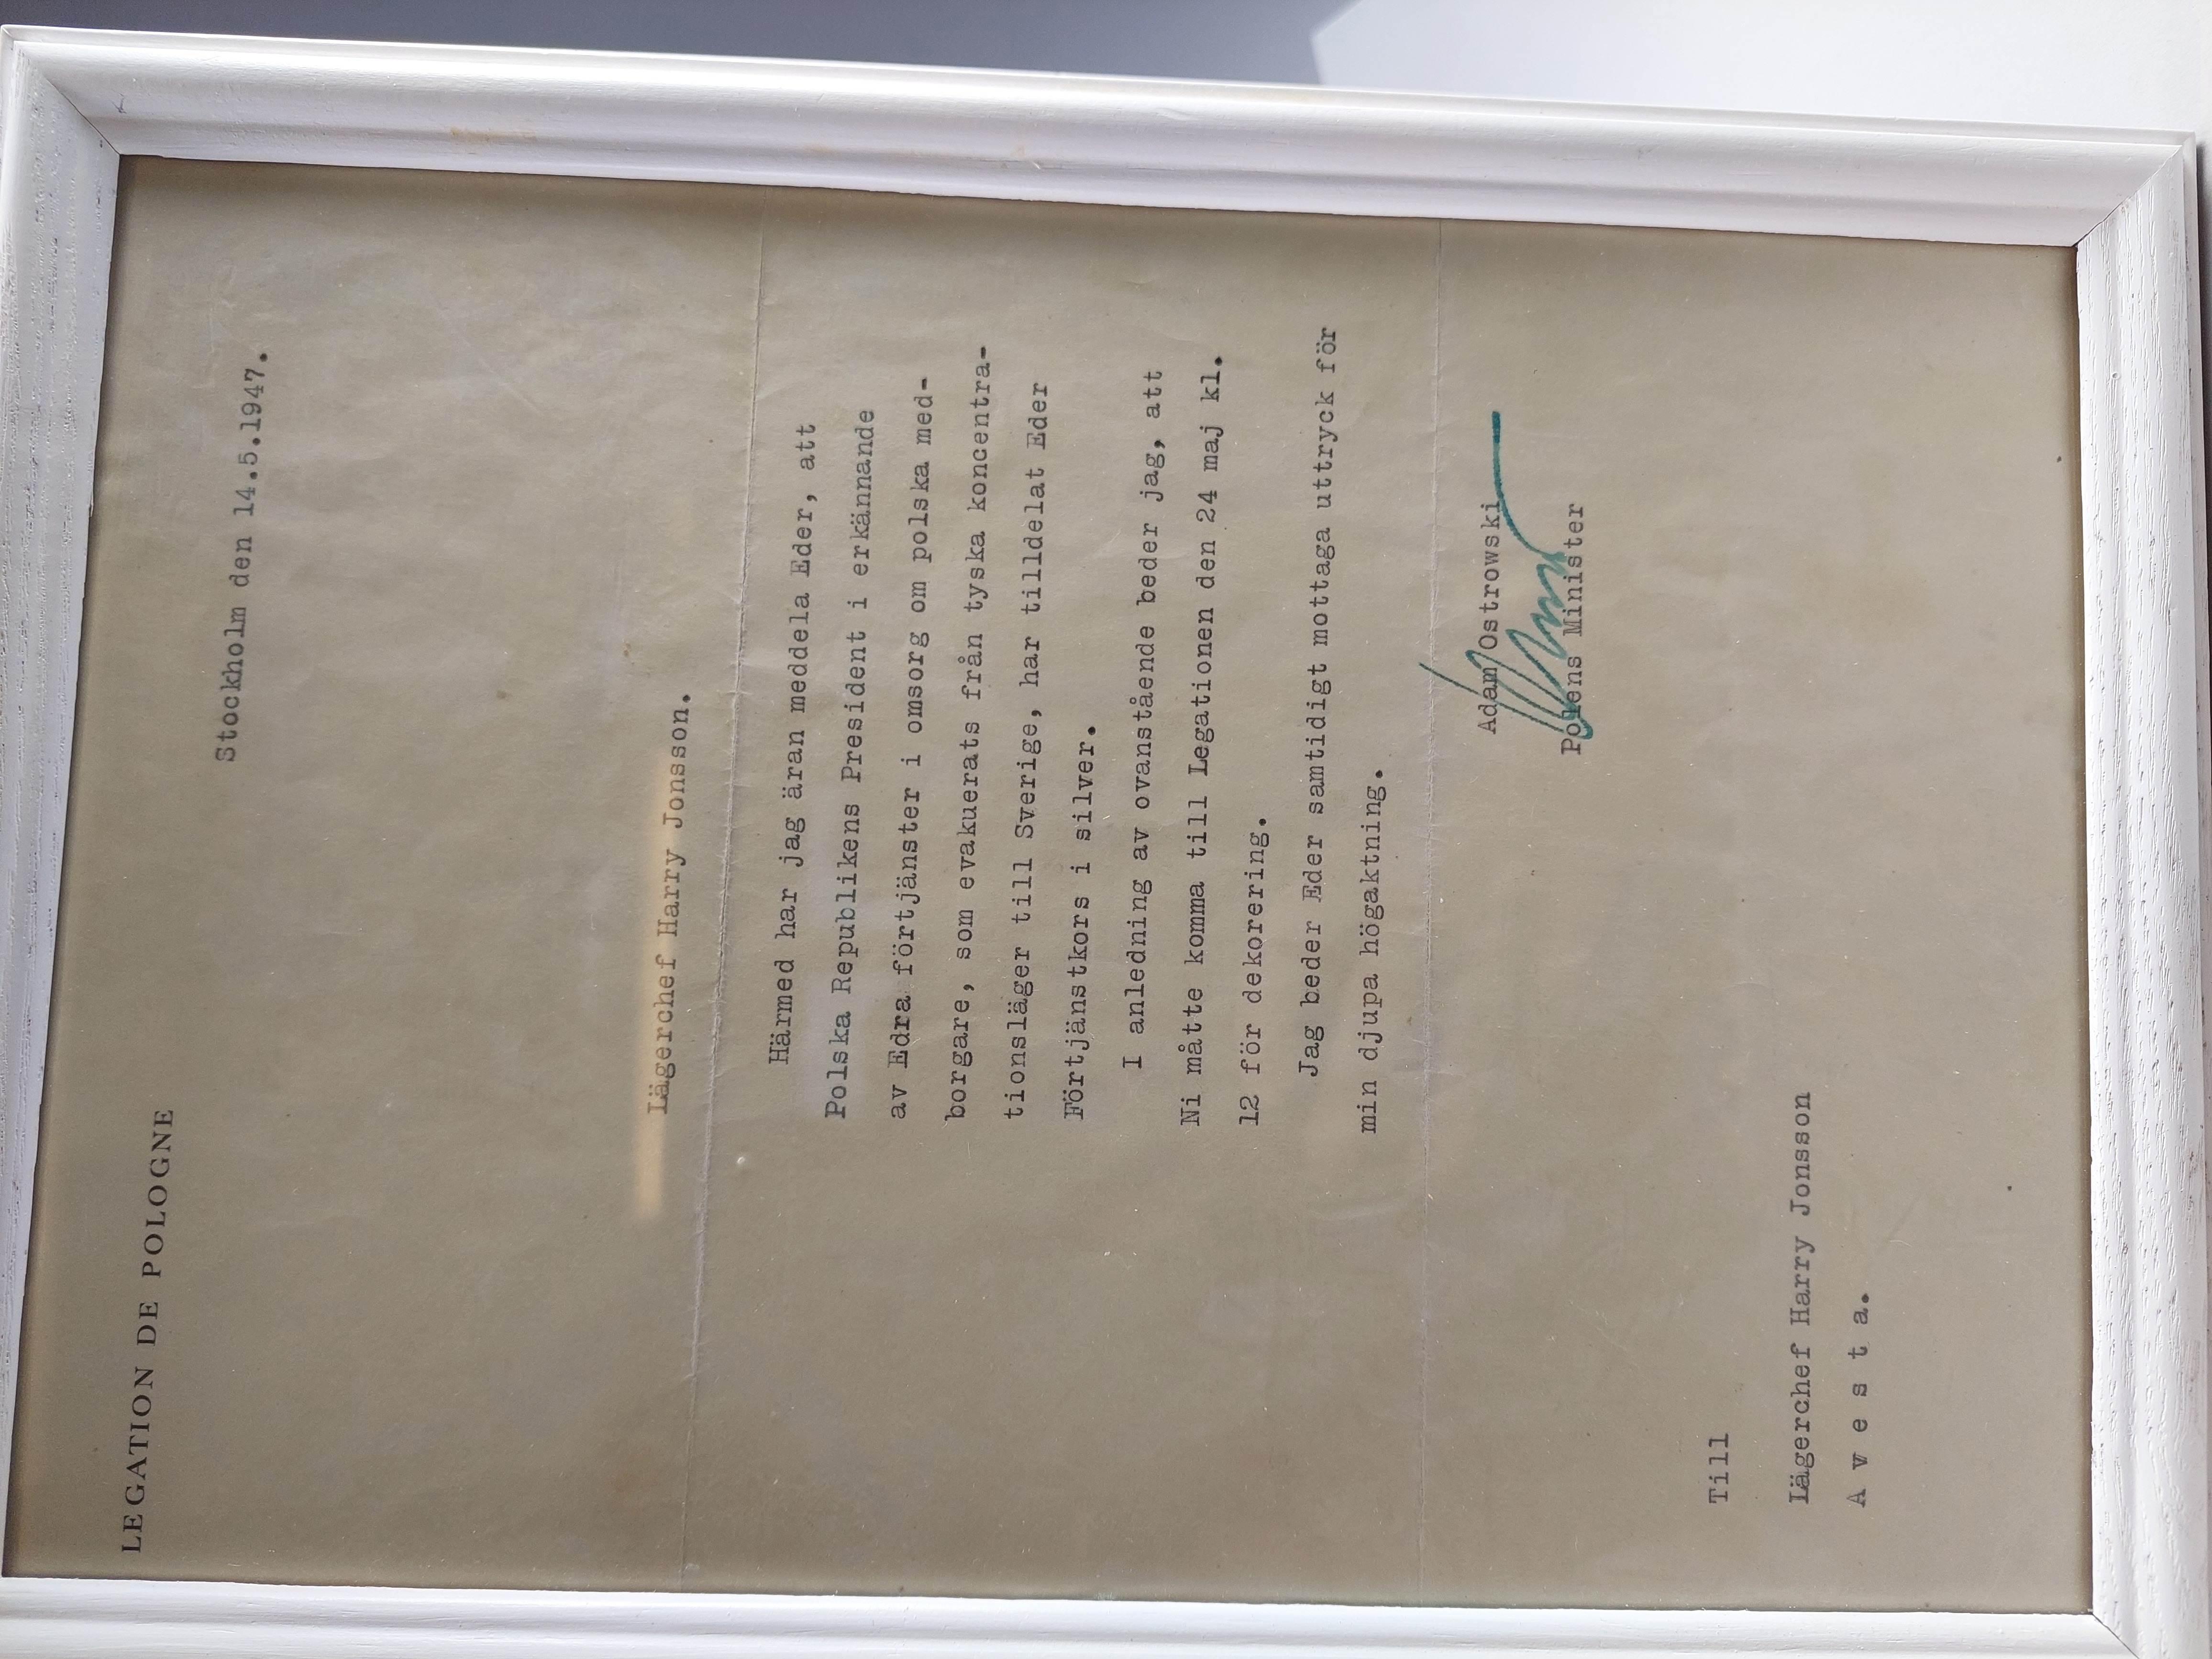 LEGATION DE POLOGNE
Stockholm den 14.5.1947.
Lägerchef Harry Jonsson.
Härmed har jag äran meddela Eder, att
Polska Republikens President i erkännande
av Edra förtjänster i omsorg om polska med-
borgare, som evakuerats från tyska koncentra-
tionsläger till Sverige, har tilldelat Eder
Förtjänstkors i silver.
I anledning av ovanstående beder jag, att
Ni måtte komma till Legationen den 24 maj kl.
12 för dekorering.
Jag beder Eder samtidigt mottaga uttryck för
min djupa högaktning.
Adam Ostrowski
Polens Minister
Till
Lägerchef Harry Jonsson
A v e s t a.